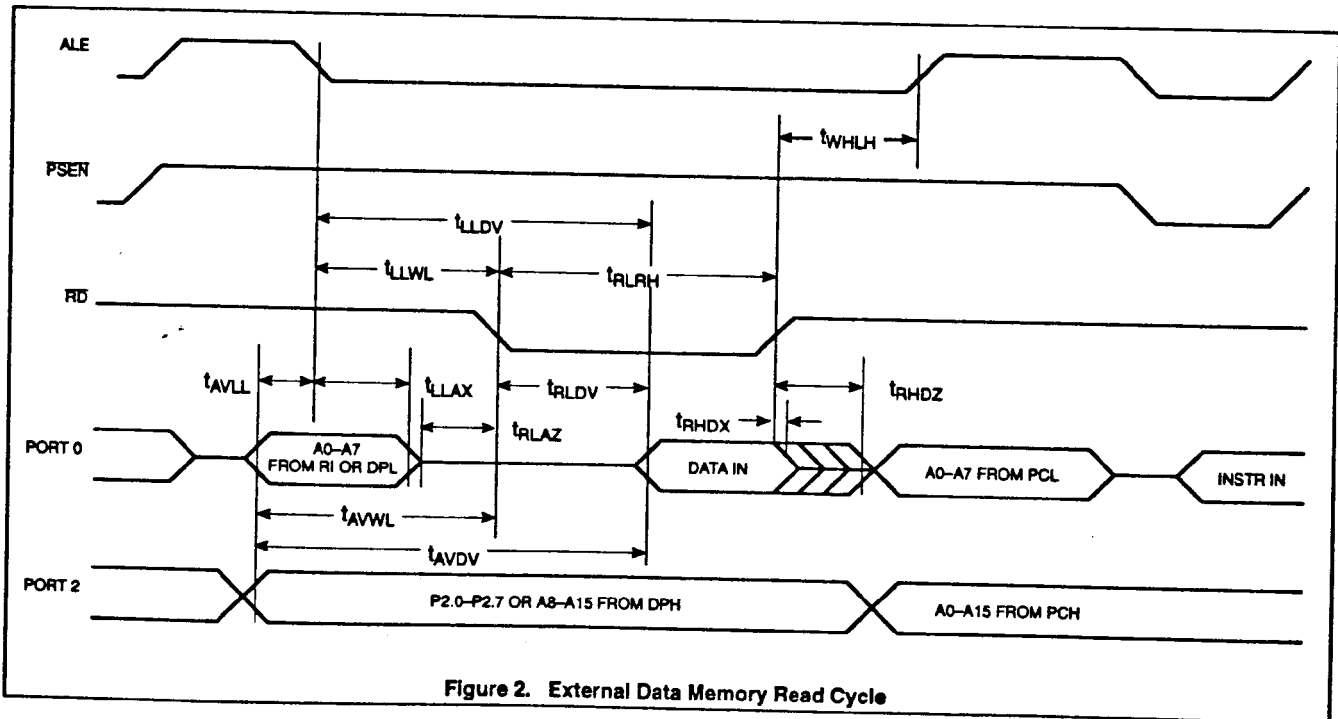 ALE
tWHLH
PSEN
tLLDV
tLLWL
tRLRH
RD
tAVLL
tLLAX
tRLDV
tRHDZ
tRHDX
tRLAZ
PORT 0
A0–A7
FROM RI OR DPL
DATA IN
A0–A7 FROM PCL
INSTR IN
tAVWL
tAVDV
PORT 2
P2.0–P2.7 OR A8–A15 FROM DPH
A0–A15 FROM PCH
Figure 2. External Data Memory Read Cycle